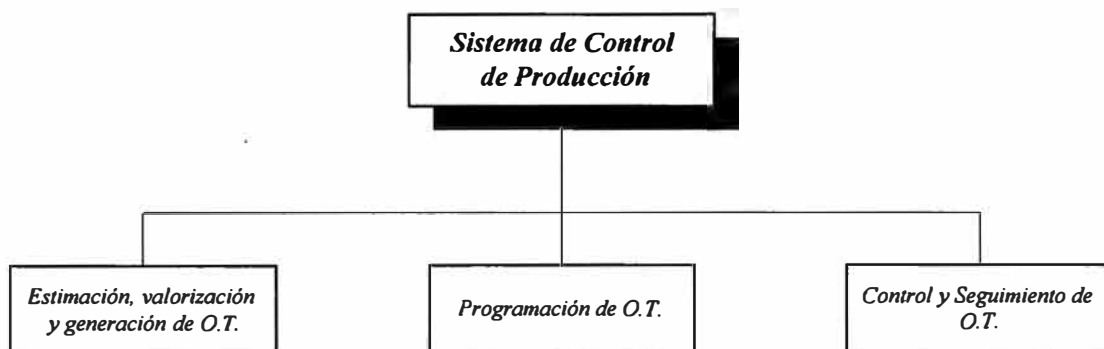 Sistema de Control
de Producción
Estimación, valorización
y generación de O.T.
Programación de O.T.
Control y Seguimiento de
O.T.